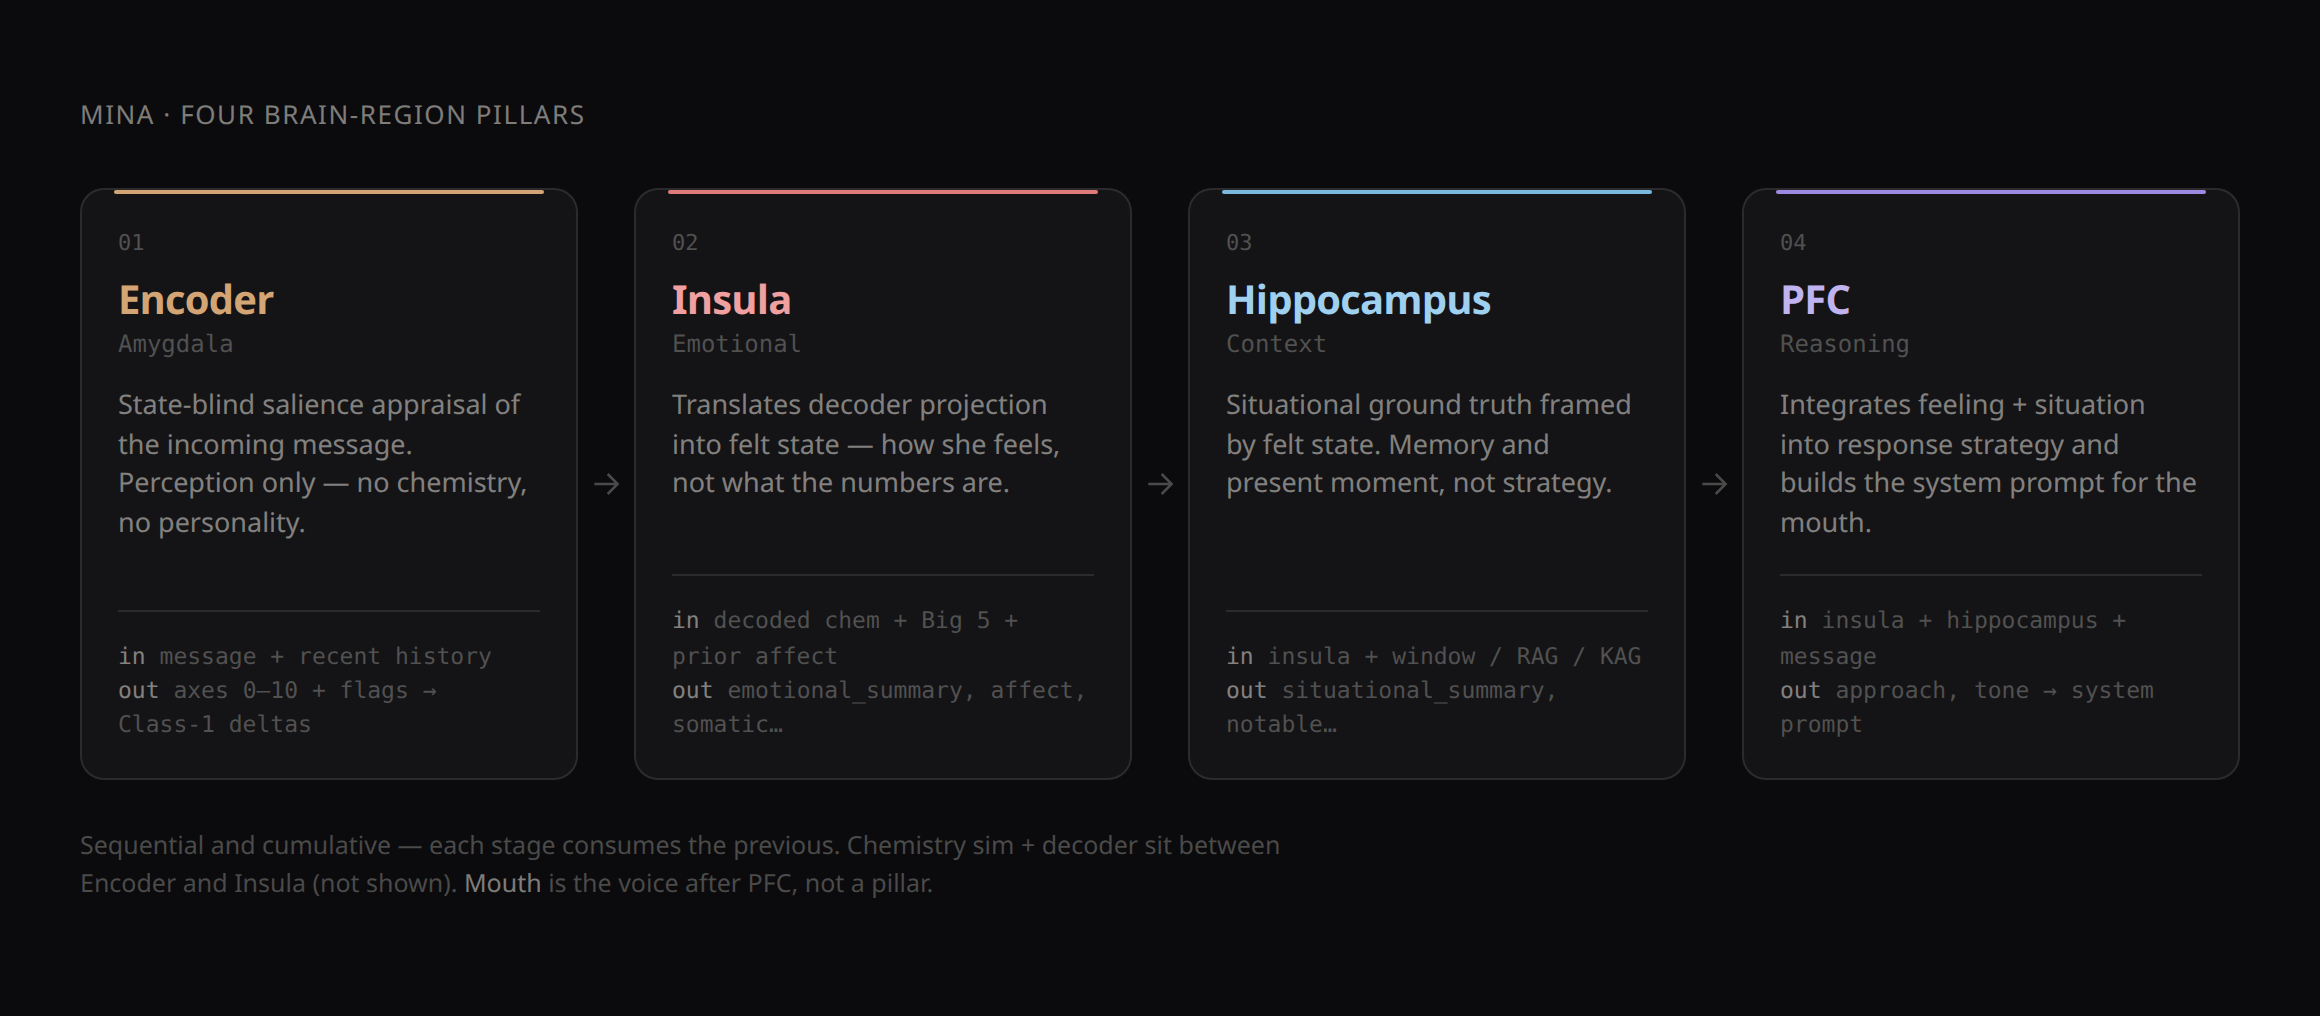 MINA · FOUR BRAIN-REGION PILLARS
01
Encoder
Amygdala
State-blind salience appraisal of
the incoming message.
Perception only — no chemistry,
no personality.
in message + recent history
out axes 0–10 + flags →
Class-1 deltas
→
02
Insula
Emotional
Translates decoder projection
into felt state — how she feels,
not what the numbers are.
in decoded chem + Big 5 +
prior affect
out emotional_summary, affect,
somatic…
→
03
Hippocampus
Context
Situational ground truth framed
by felt state. Memory and
present moment, not strategy.
in insula + window / RAG / KAG
out situational_summary,
notable…
→
04
PFC
Reasoning
Integrates feeling + situation
into response strategy and
builds the system prompt for the
mouth.
in insula + hippocampus +
message
out approach, tone → system
prompt
Sequential and cumulative — each stage consumes the previous. Chemistry sim + decoder sit between
Encoder and Insula (not shown). Mouth is the voice after PFC, not a pillar.